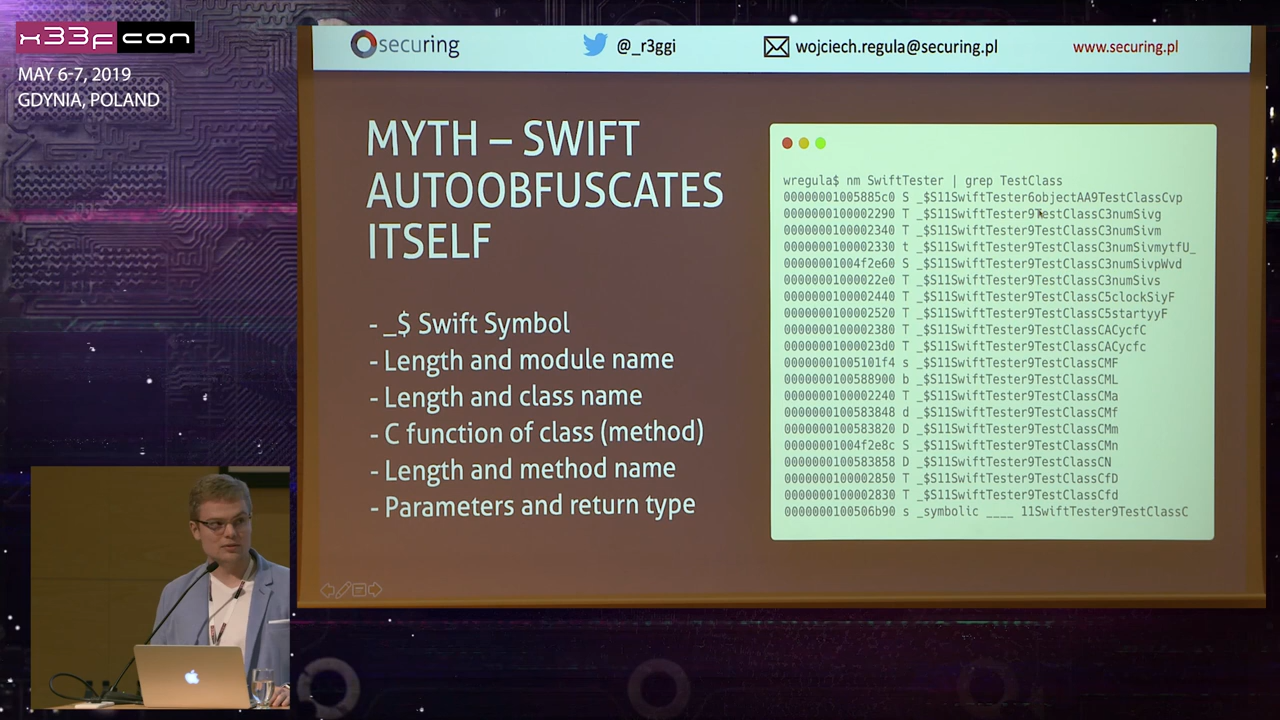 x33fcon
MAY 6-7, 2019
GDYNIA, POLAND
securing
@_r3ggi
wojciech.regula@securing.pl
www.securing.pl
MYTH – SWIFT
AUTOOBFUSCATES
ITSELF
- _$ Swift Symbol
- Length and module name
- Length and class name
- C function of class (method)
- Length and method name
- Parameters and return type
wregula$ nm SwiftTester | grep TestClass
00000001005885c0 S _$S11SwiftTester6objectAA9TestClassCvp
0000000100002290 T _$S11SwiftTester9TestClassC3numSivg
0000000100002340 T _$S11SwiftTester9TestClassC3numSivm
0000000100002330 t _$S11SwiftTester9TestClassC3numSivmytfU_
00000001004f2e60 S _$S11SwiftTester9TestClassC3numSivpWvd
00000001000022e0 T _$S11SwiftTester9TestClassC3numSivs
0000000100002440 T _$S11SwiftTester9TestClassC5clockSiyF
0000000100002520 T _$S11SwiftTester9TestClassC5startyyF
0000000100002380 T _$S11SwiftTester9TestClassCACycfC
00000001000023d0 T _$S11SwiftTester9TestClassCACycfc
00000001005101f4 s _$S11SwiftTester9TestClassCMF
0000000100588900 b _$S11SwiftTester9TestClassCML
0000000100002240 T _$S11SwiftTester9TestClassCMa
0000000100583848 d _$S11SwiftTester9TestClassCMf
0000000100583820 D _$S11SwiftTester9TestClassCMm
00000001004f2e8c S _$S11SwiftTester9TestClassCMn
0000000100583858 D _$S11SwiftTester9TestClassCN
0000000100002850 T _$S11SwiftTester9TestClassCfD
0000000100002830 T _$S11SwiftTester9TestClassCfd
0000000100506b90 s _symbolic ____ 11SwiftTester9TestClassC